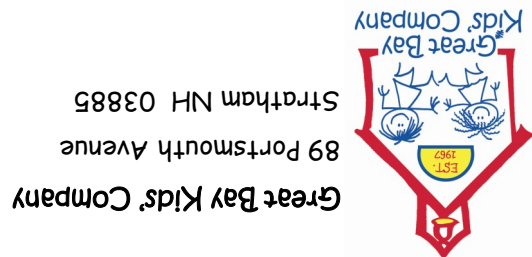 Great Bay Kids' Company
89 Portsmouth Avenue
Stratham NH 03885
EST.
1967
Great Bay
Kids' Company